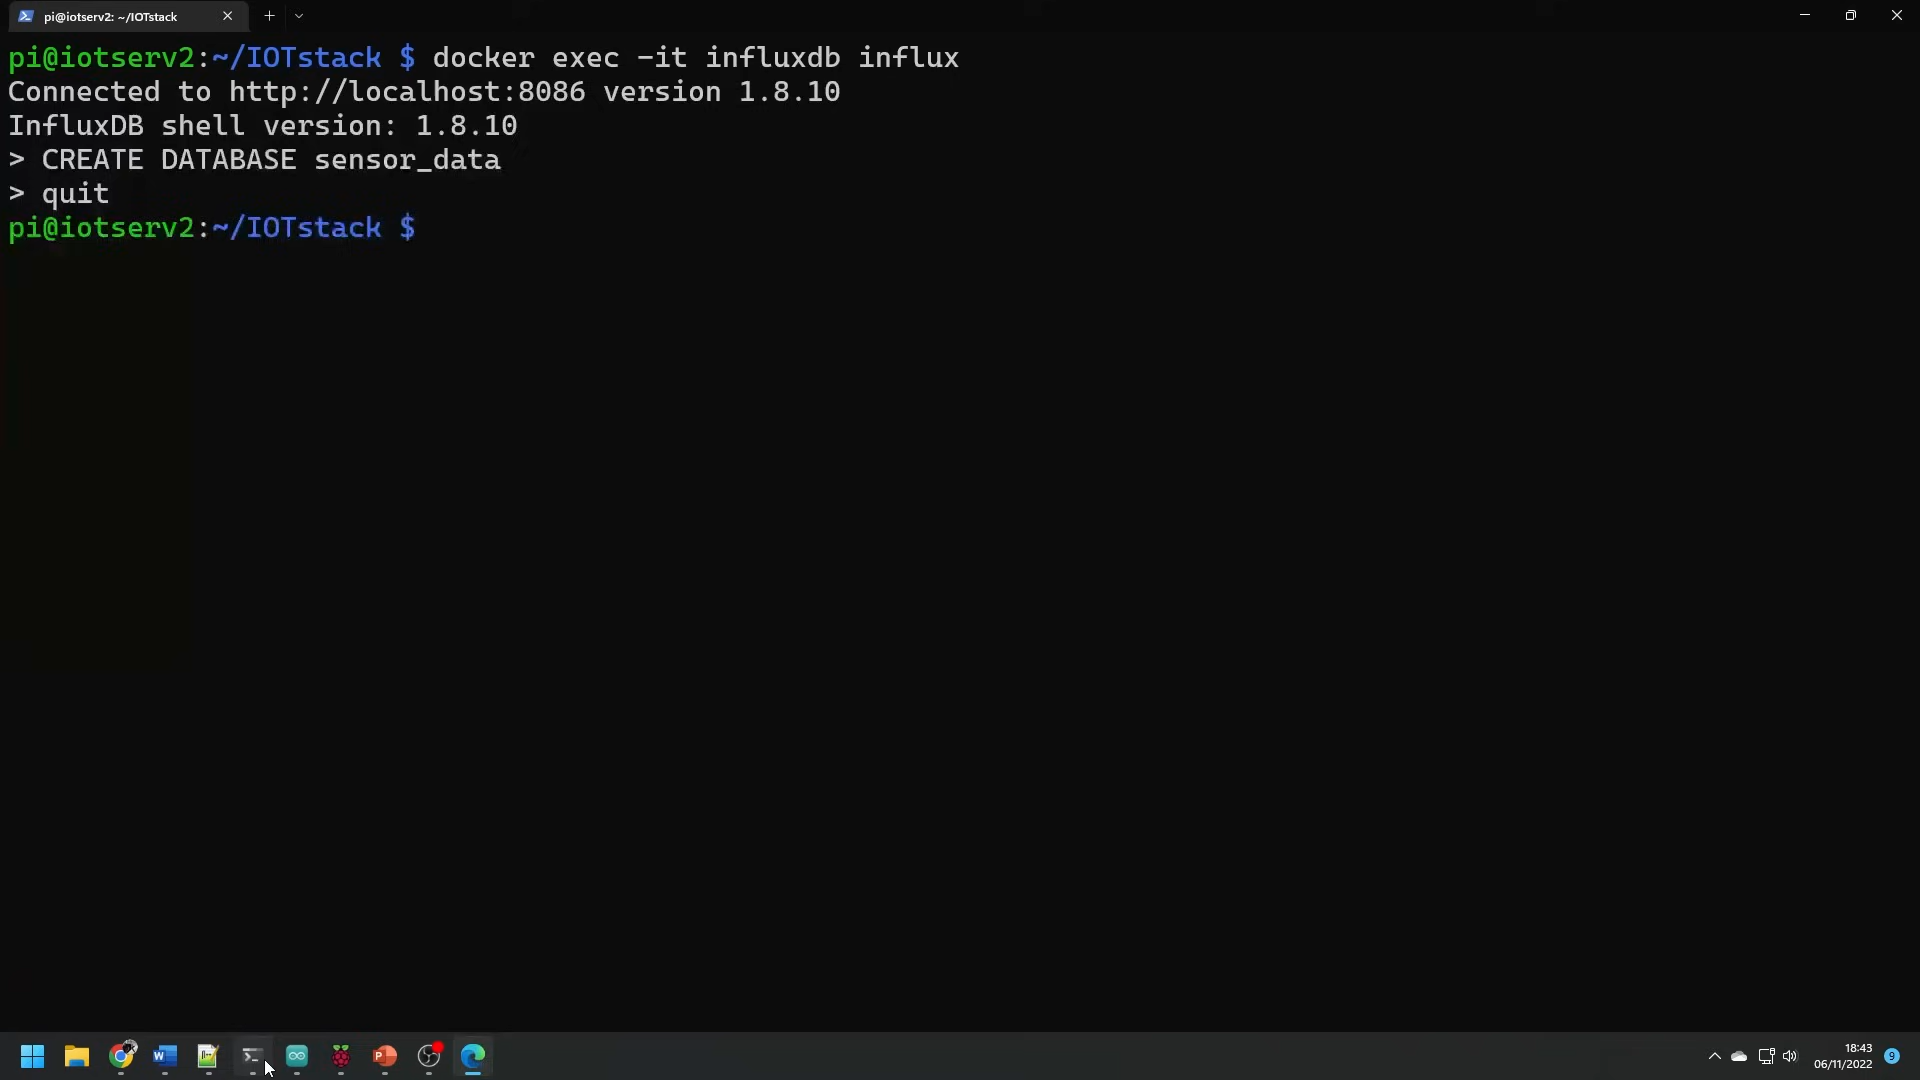 pi@iotserv2: ~/IOTstack
pi@iotserv2:~/IOTstack $ docker exec -it influxdb influx
Connected to http://localhost:8086 version 1.8.10
InfluxDB shell version: 1.8.10
> CREATE DATABASE sensor_data
> quit
pi@iotserv2:~/IOTstack $
18:43
06/11/2022
9